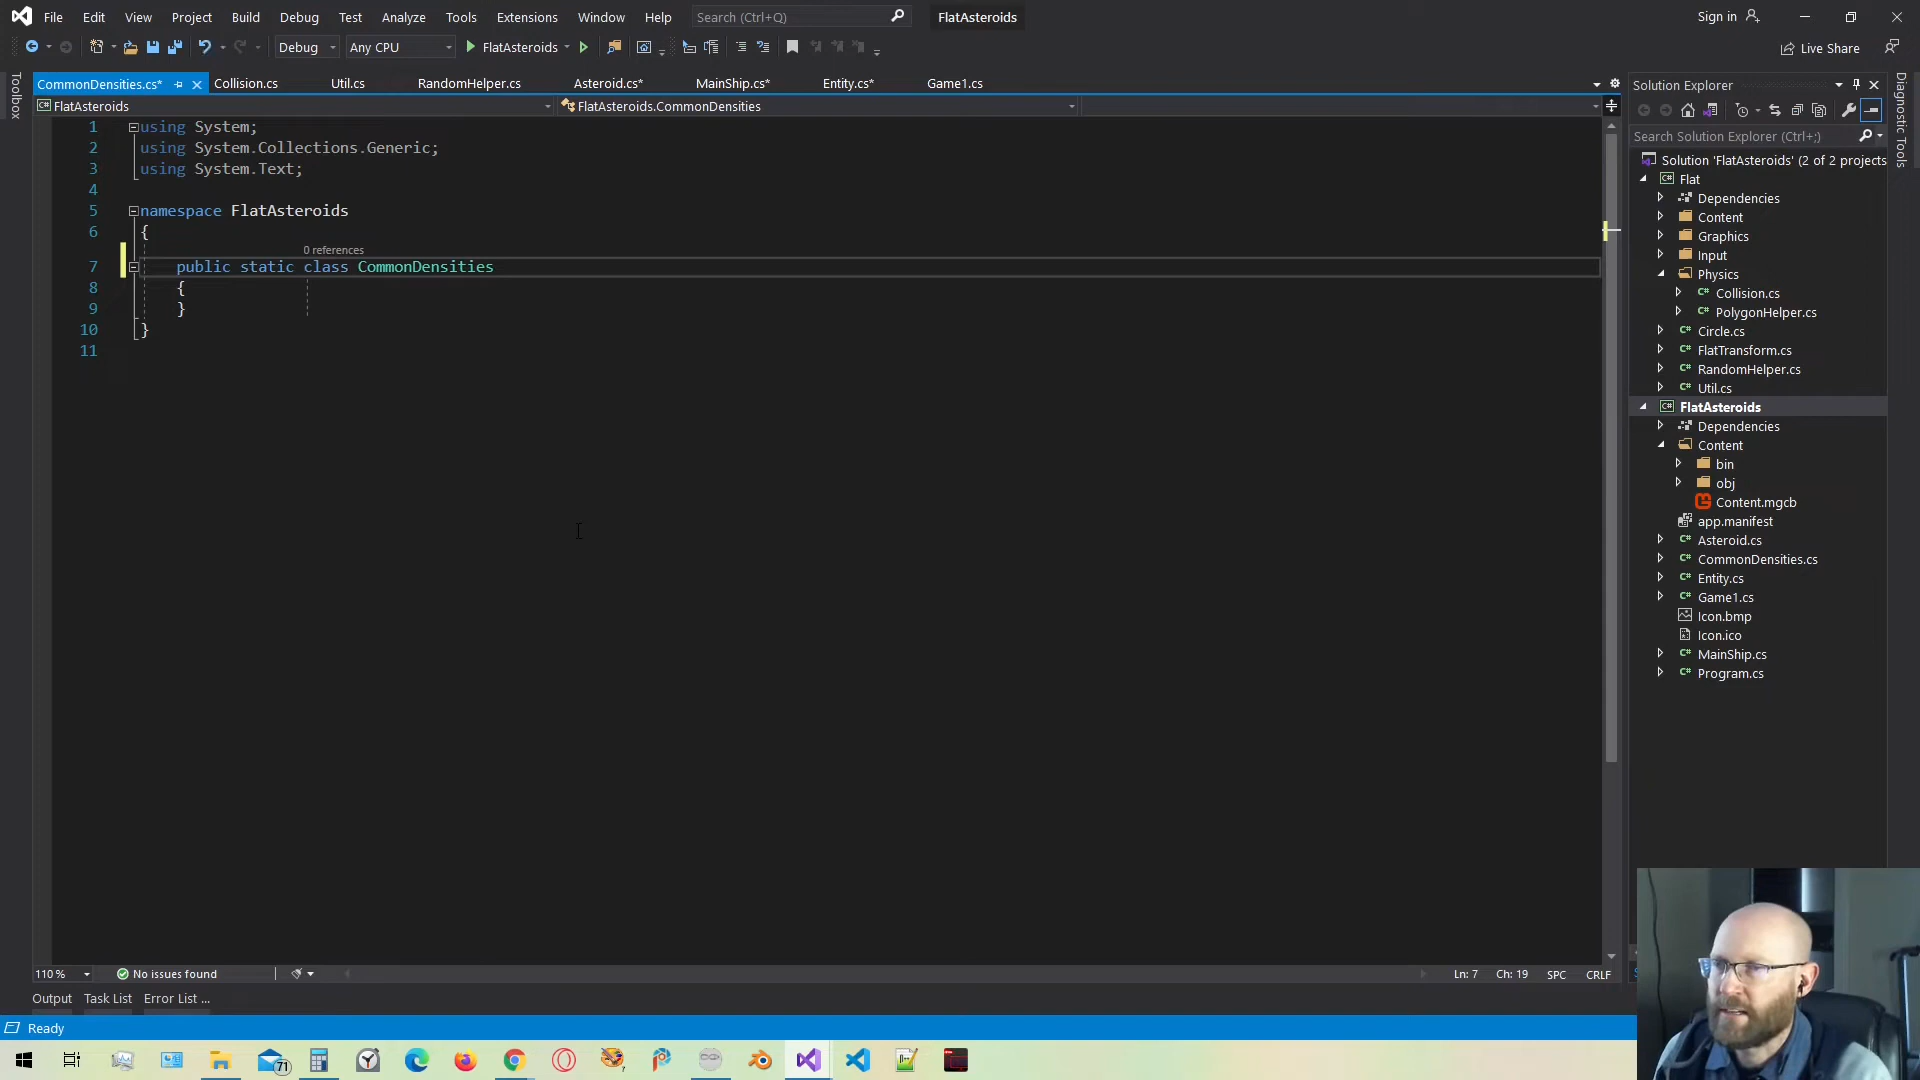 File Edit View Project Build Debug Test Analyze Tools Extensions Window Help Search (Ctrl+Q) FlatAsteroids Sign in
Debug Any CPU FlatAsteroids Live Share
Toolbox
CommonDensities.cs* Collision.cs Util.cs RandomHelper.cs Asteroid.cs* MainShip.cs* Entity.cs* Game1.cs
FlatAsteroids FlatAsteroids.CommonDensities
1 using System;
2 using System.Collections.Generic;
3 using System.Text;
4
5 namespace FlatAsteroids
6 {
0 references
7 public static class CommonDensities
8 {
9 }
10 }
11
Solution Explorer
Search Solution Explorer (Ctrl+;)
Solution 'FlatAsteroids' (2 of 2 projects
C# Flat
Dependencies
Content
Graphics
Input
Physics
C# Collision.cs
C# PolygonHelper.cs
C# Circle.cs
C# FlatTransform.cs
C# RandomHelper.cs
C# Util.cs
C# FlatAsteroids
Dependencies
Content
bin
obj
Content.mgcb
app.manifest
C# Asteroid.cs
C# CommonDensities.cs
C# Entity.cs
C# Game1.cs
Icon.bmp
Icon.ico
C# MainShip.cs
C# Program.cs
Diagnostic Tools
110 % No issues found Ln: 7 Ch: 19 SPC CRLF
Output Task List Error List ...
Ready
71